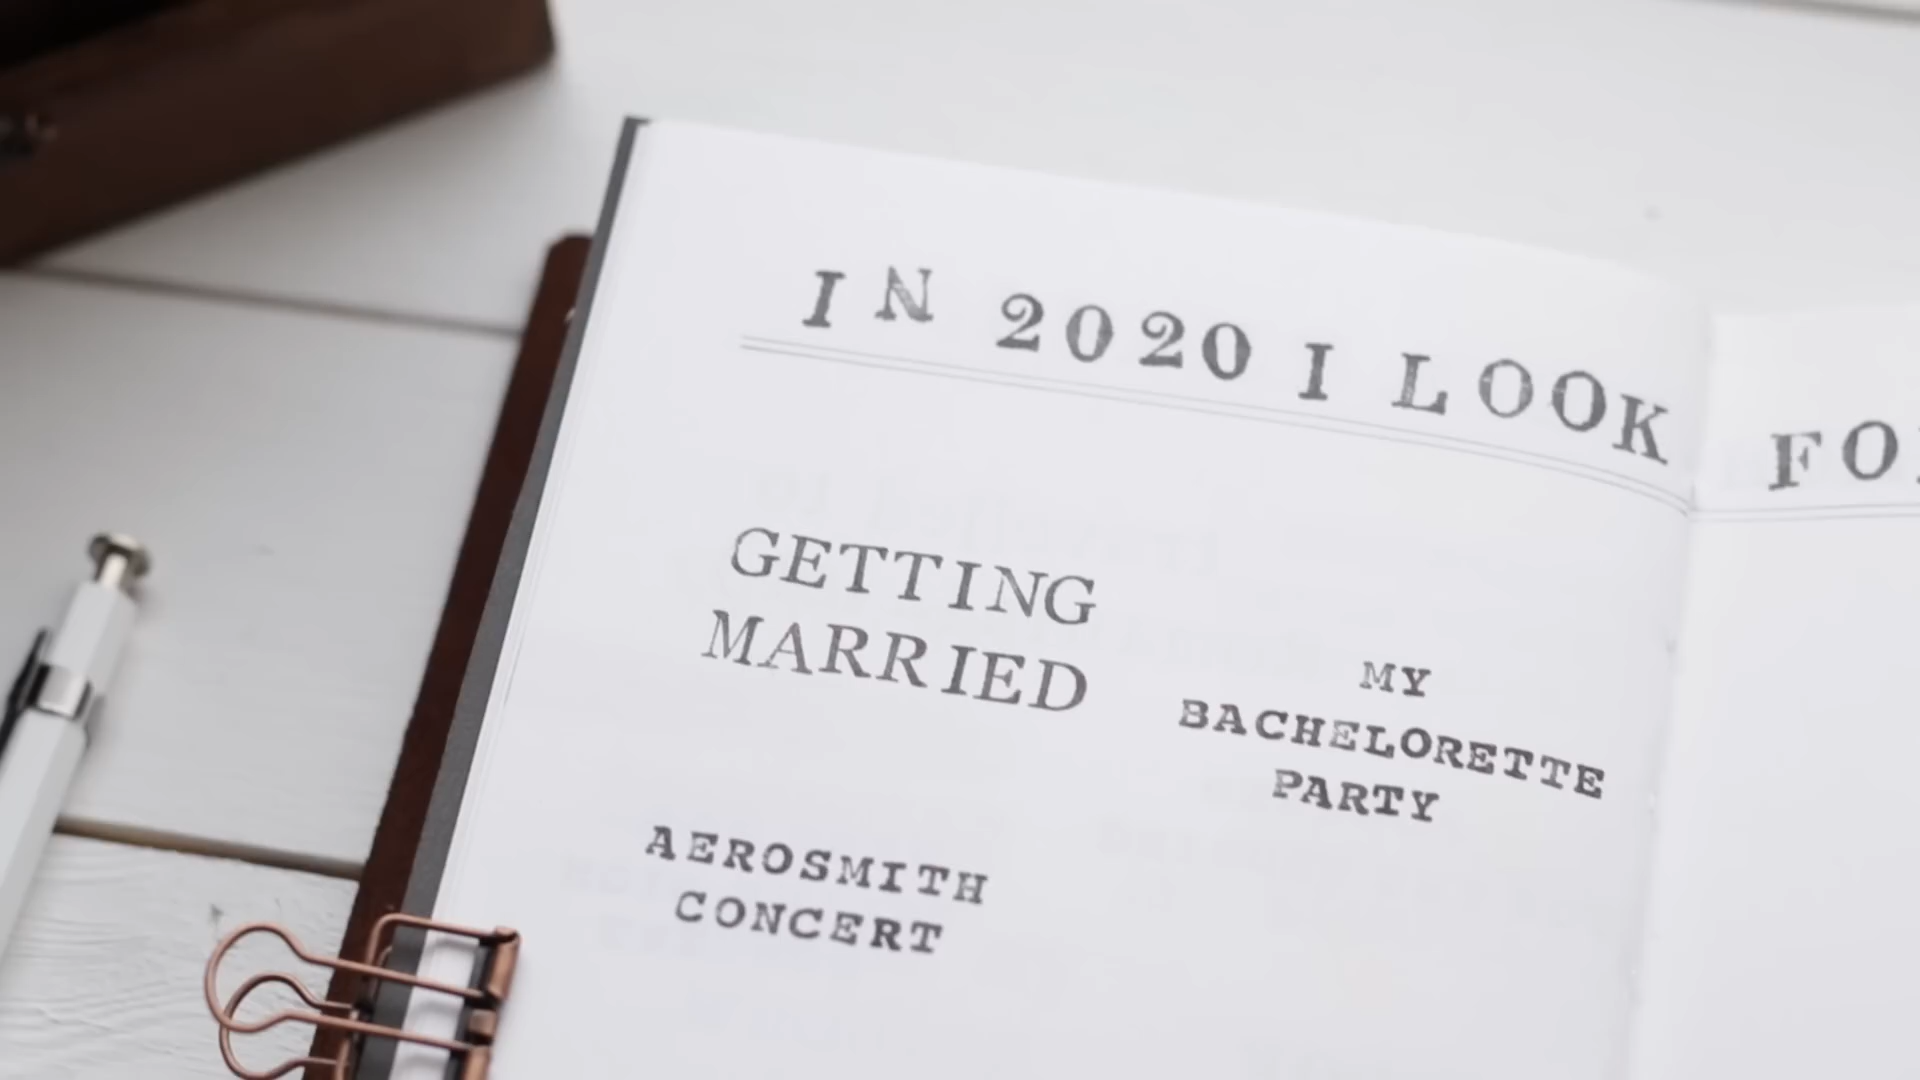 IN 2020 I LOOK FO
GETTING
MARRIED
MY
BACHELORETTE
PARTY
AEROSMITH
CONCERT